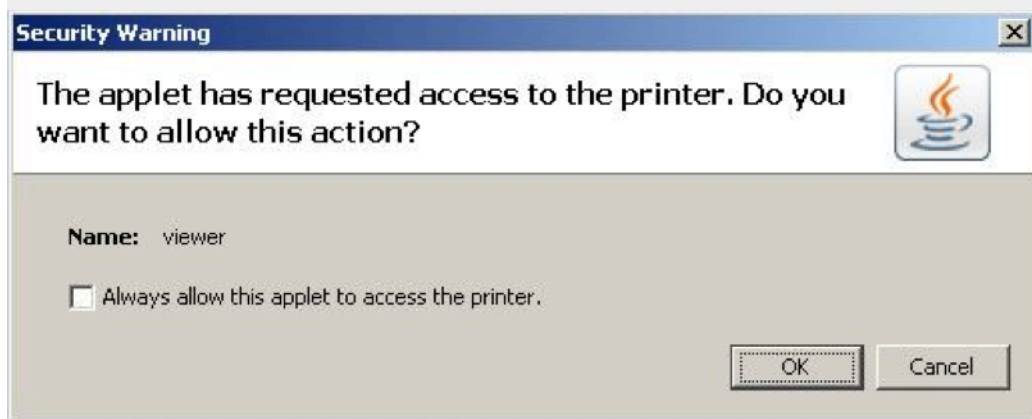 Security Warning
The applet has requested access to the printer. Do you
want to allow this action?
Name: viewer
Always allow this applet to access the printer.
OK Cancel